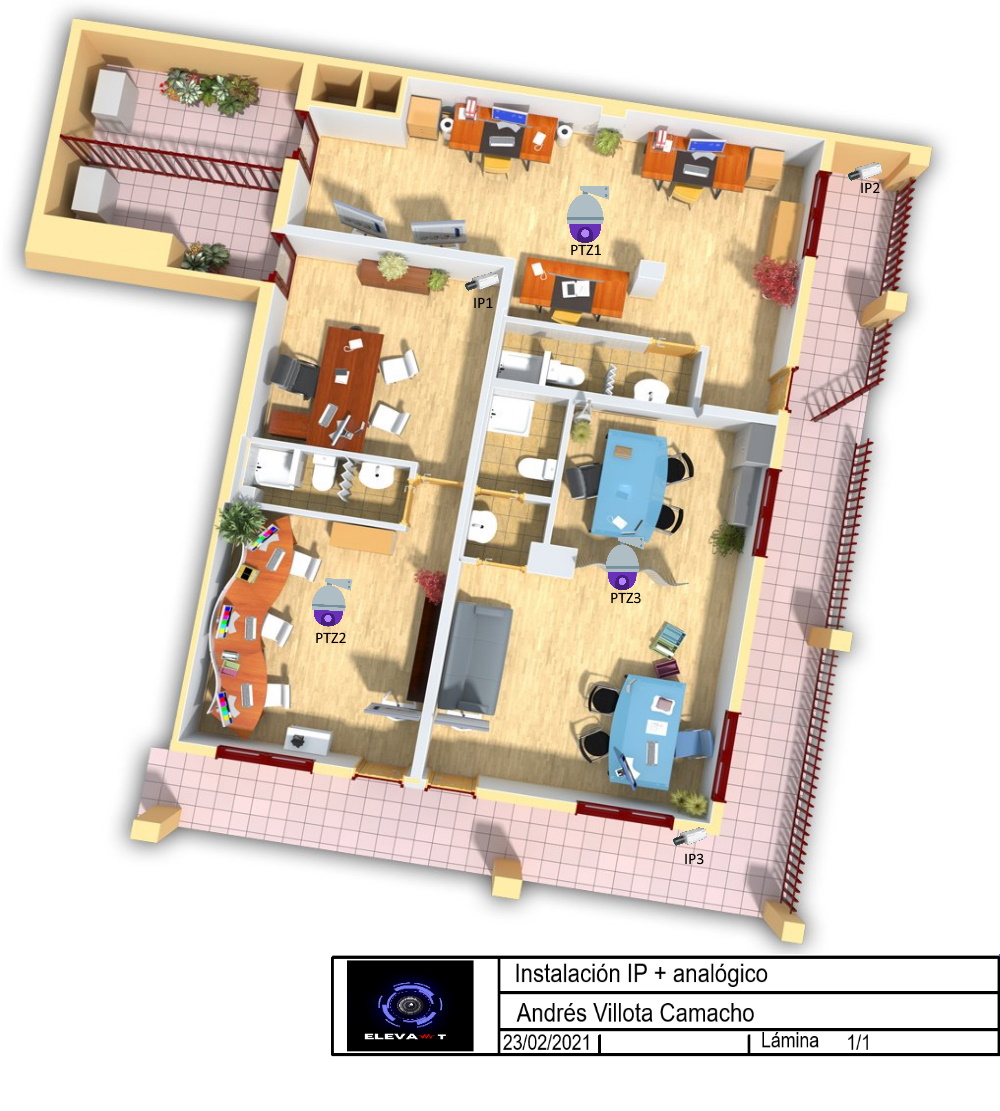 IP2
PTZ1
IP1
PTZ3
PTZ2
IP3
Instalación IP + analógico
Andrés Villota Camacho
ELEVA T
23/02/2021 Lámina 1/1